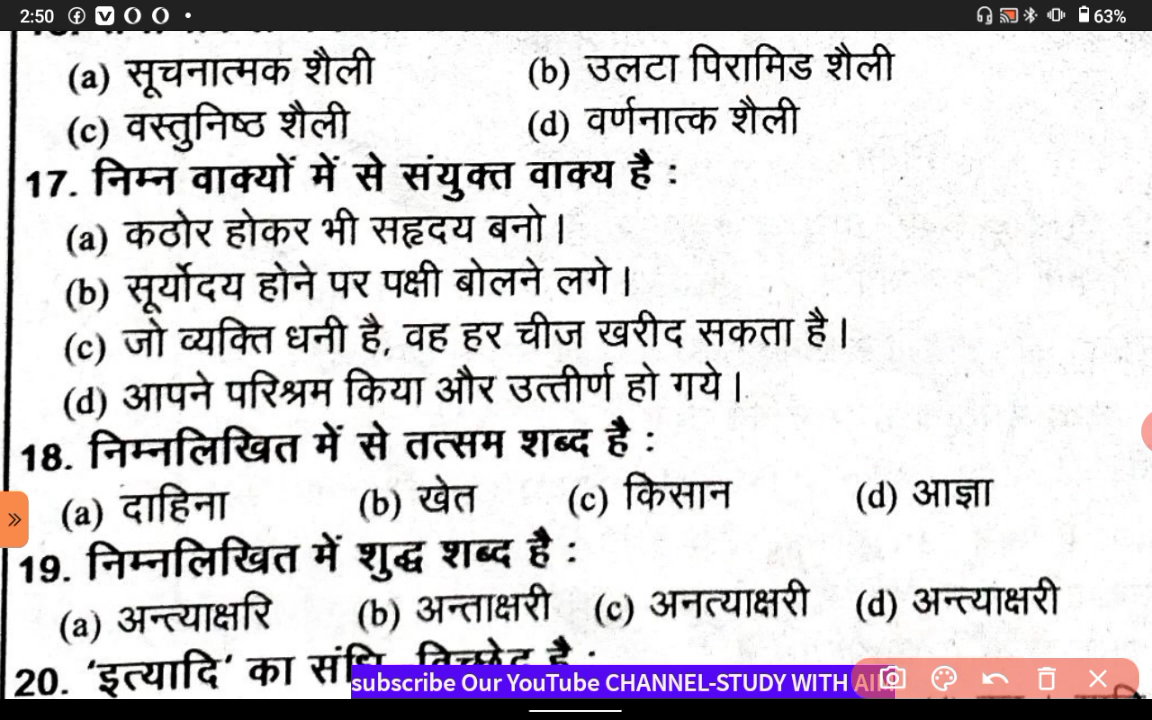 2:50
63%
(a) सूचनात्मक शैली (b) उलटा पिरामिड शैली
(c) वस्तुनिष्ठ शैली (d) वर्णनात्क शैली
17. निम्न वाक्यों में से संयुक्त वाक्य है :
(a) कठोर होकर भी सहृदय बनो।
(b) सूर्योदय होने पर पक्षी बोलने लगे।
(c) जो व्यक्ति धनी है, वह हर चीज खरीद सकता है।
(d) आपने परिश्रम किया और उत्तीर्ण हो गये।
18. निम्नलिखित में से तत्सम शब्द है :
(a) दाहिना (b) खेत (c) किसान (d) आज्ञा
19. निम्नलिखित में शुद्ध शब्द है :
(a) अन्त्याक्षरि (b) अन्ताक्षरी (c) अनत्याक्षरी (d) अन्त्याक्षरी
20. ‘इत्यादि’ का संधि विच्छेद है :
subscribe Our YouTube CHANNEL-STUDY WITH